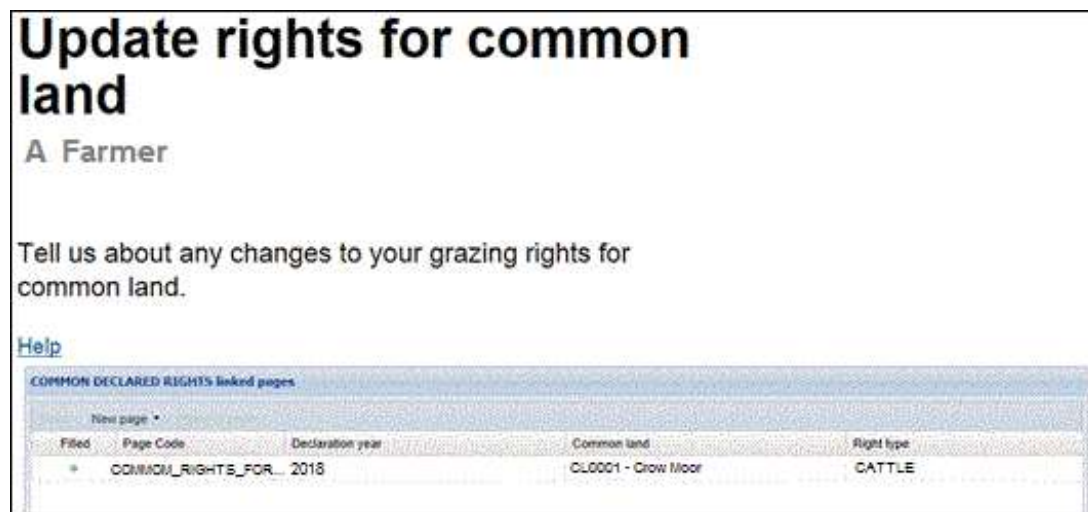 Update rights for common
land
A Farmer
Tell us about any changes to your grazing rights for
common land.
Help
COMMON DECLARED RIGHTS linked pages
New page
Filled Page Code Declaration year Common land Right type
COMMOM_RIGHTS_FOR... 2018 CL0001 - Crow Moor CATTLE